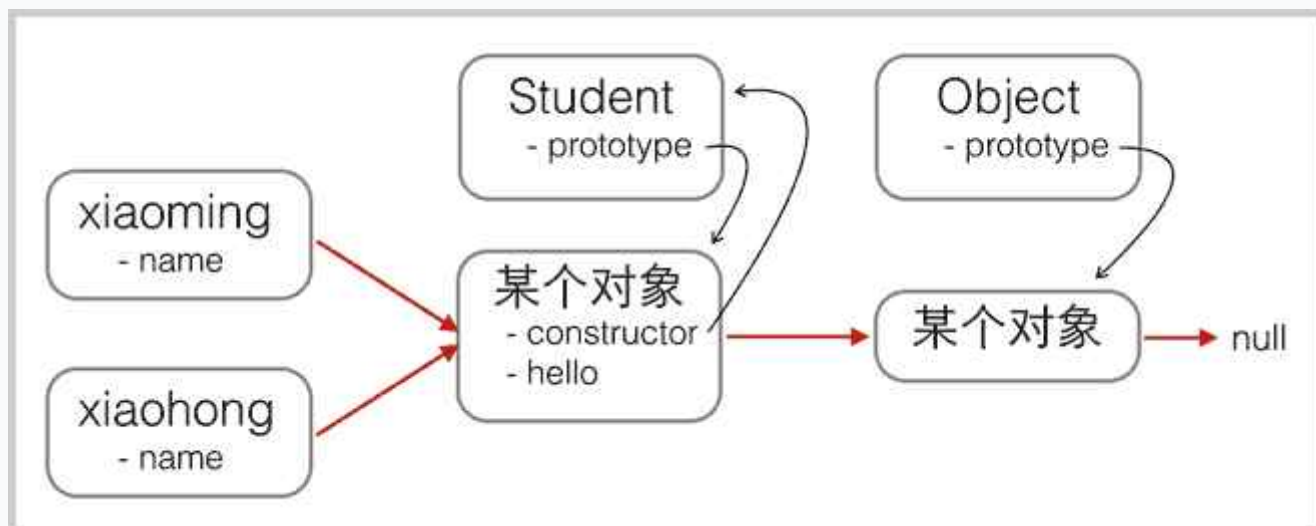 Student
- prototype
Object
- prototype
xiaoming
- name
某个对象
- constructor
- hello
某个对象
null
xiaohong
- name